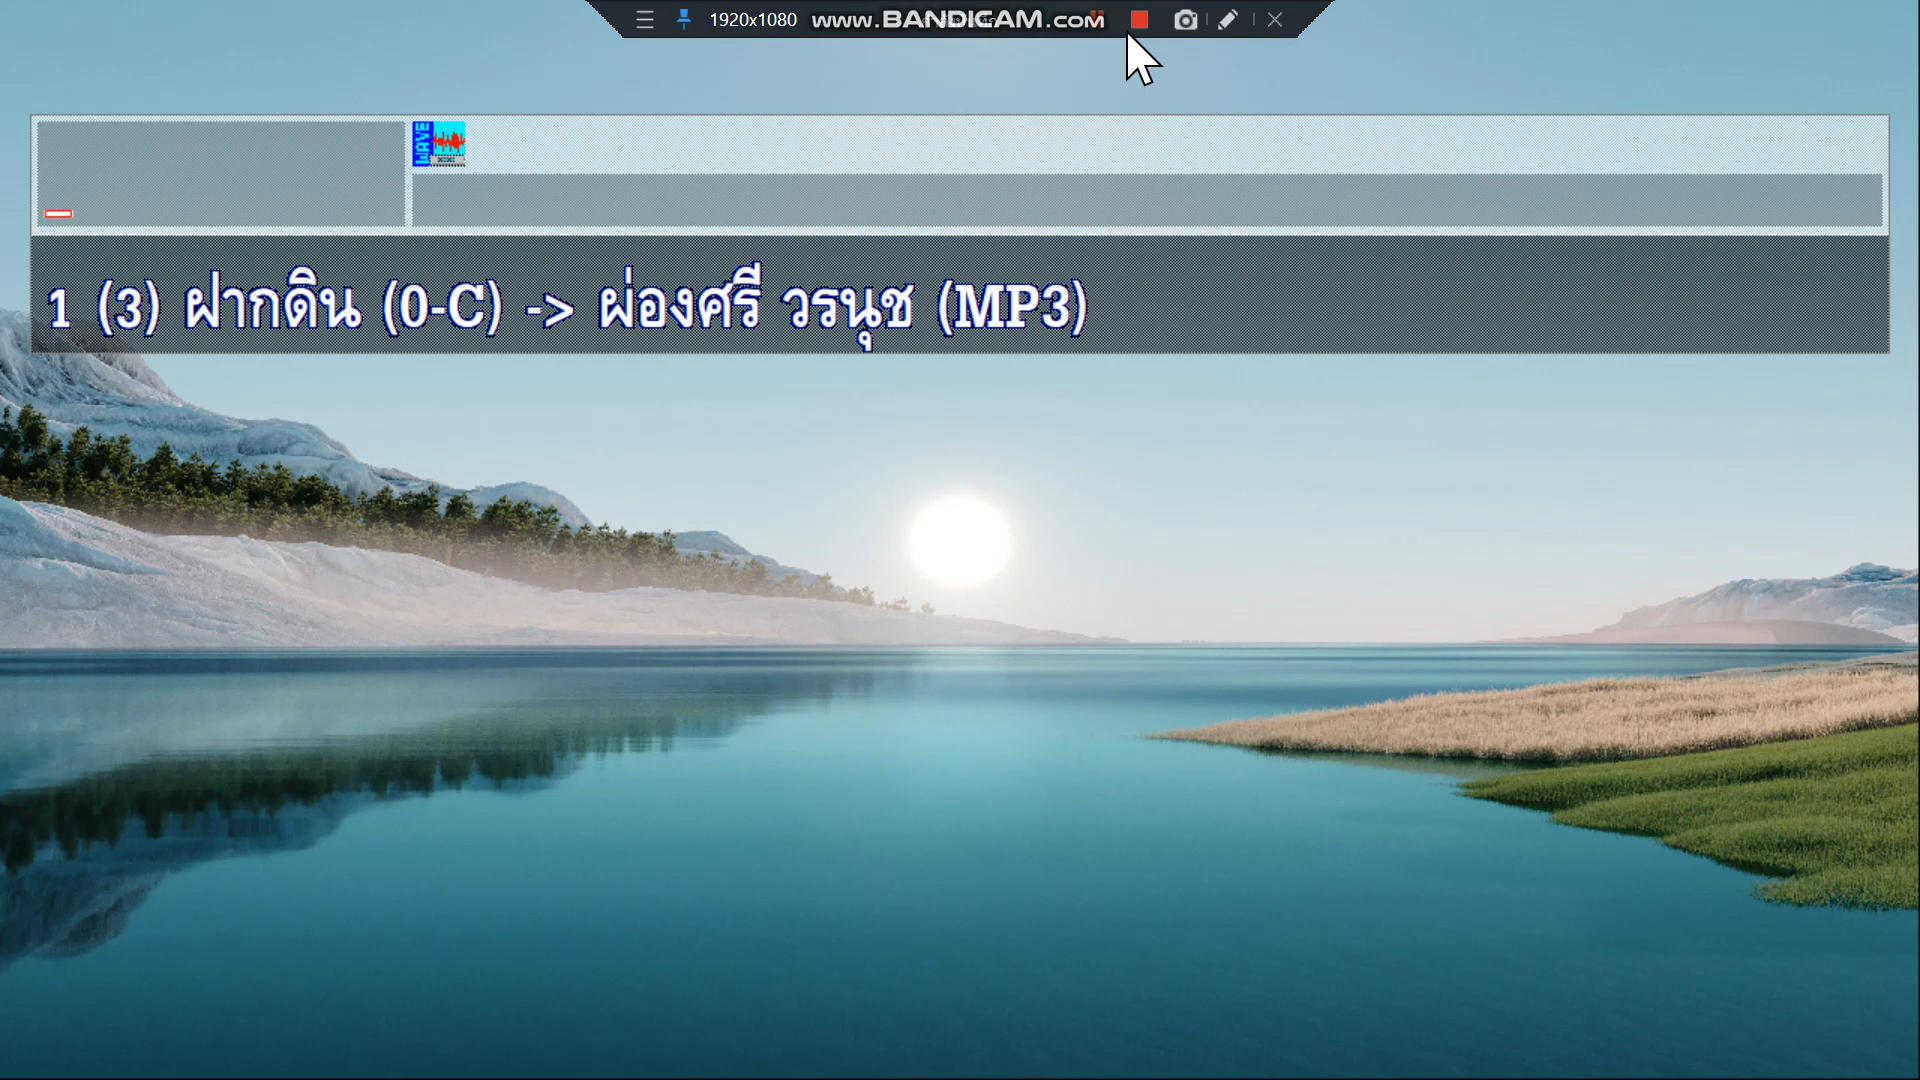 1920x1080 www.BANDICAM.com
WAVE
1 (3) ฝากดิน (0-C) -> ผ่องศรี วรนุช (MP3)